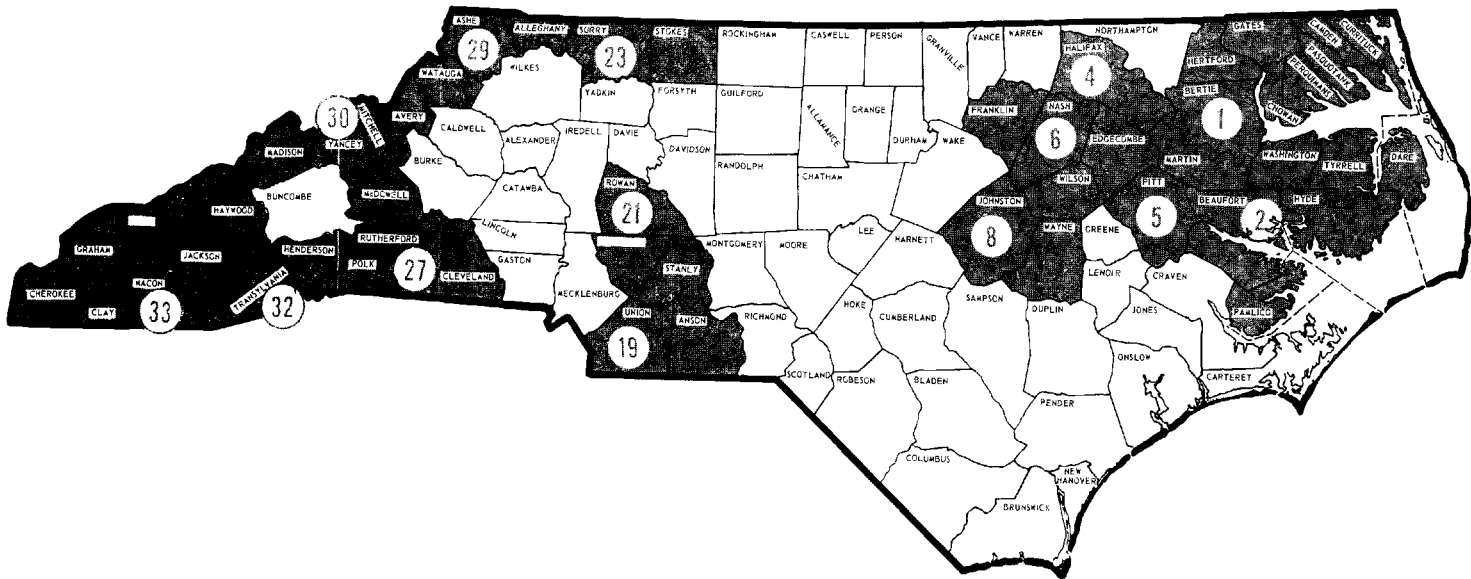 ASHE
ALLEGHANY
SURRY
STOKES
ROCKINGHAM
CASWELL
PERSON
GRANVILLE
VANCE
WARREN
NORTHAMPTON
GATES
CAMDEN
CURRITUCK
PASQUOTANK
PERQUIMANS
CHOWAN
HERTFORD
HALIFAX
29
23
4
WATAUGA
WILKES
YADKIN
FORSYTH
GUILFORD
ALLAMANCE
ORANGE
DURHAM
FRANKLIN
NASH
BERTIE
1
30
MITCHELL
AVERY
CALDWELL
ALEXANDER
IREDELL
DAVIE
DAVIDSON
WAKE
6
EDGECOMBE
MADISON
YANCEY
BURKE
CATAWBA
RANDOLPH
CHATHAM
MARTIN
WASHINGTON
TYRRELL
DARE
BUNCOMBE
McDOWELL
ROWAN
WILSON
PITT
HAYWOOD
LINCOLN
21
JOHNSTON
BEAUFORT
HYDE
5
2
GRAHAM
JACKSON
HENDERSON
RUTHERFORD
POLK
27
CLEVELAND
GASTON
MONTGOMERY
MOORE
LEE
HARNETT
8
WAYNE
GREENE
STANLY
CHEROKEE
MACON
CLAY
33
TRANSYLVANIA
32
MECKLENBURG
LENOIR
CRAVEN
UNION
ANSON
RICHMOND
HOKE
CUMBERLAND
SAMPSON
DUPLIN
JONES
PAMLICO
19
SCOTLAND
ROBESON
BLADEN
ONSLOW
CARTERET
PENDER
COLUMBUS
NEW
HANOVER
BRUNSWICK